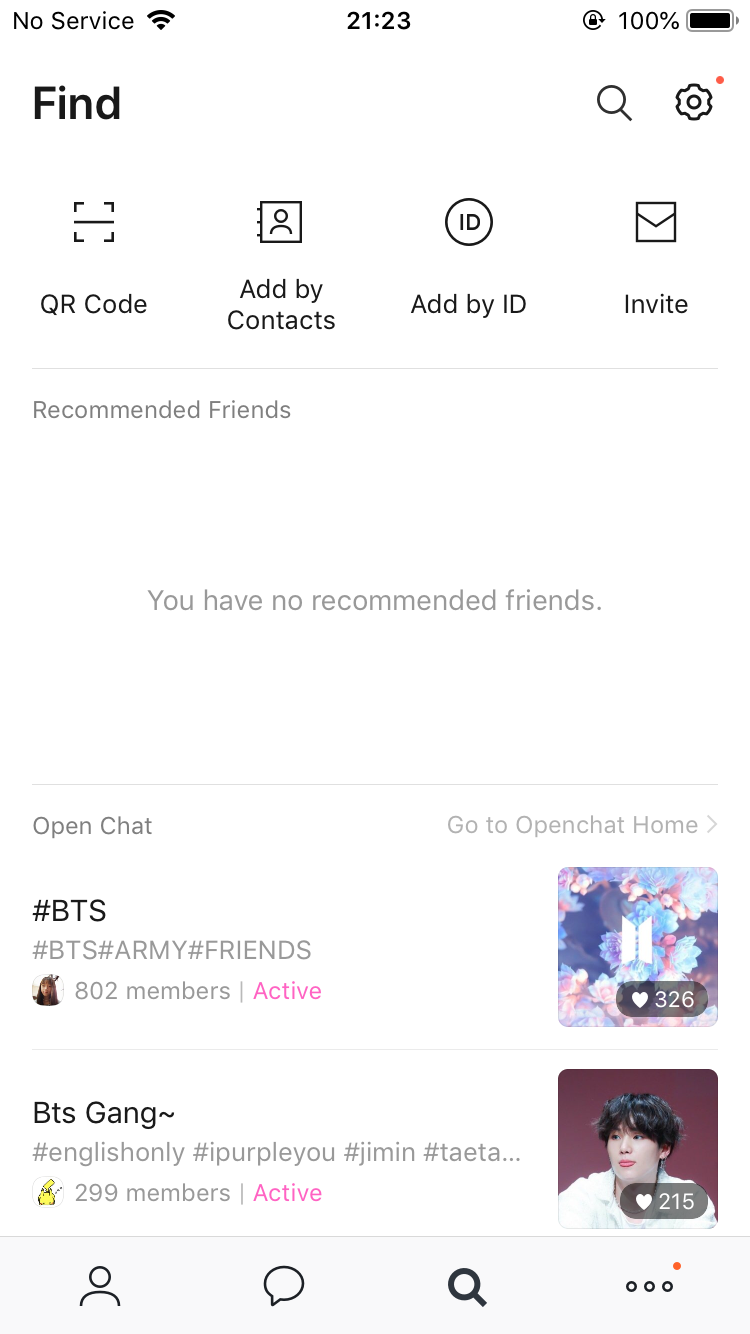 No Service 21:23 100%
Find
QR Code
Add by
Contacts
ID
Add by ID
Invite
Recommended Friends
You have no recommended friends.
Open Chat Go to Openchat Home
#BTS
#BTS#ARMY#FRIENDS
802 members | Active
326
Bts Gang~
#englishonly #ipurpleyou #jimin #taeta...
299 members | Active
215